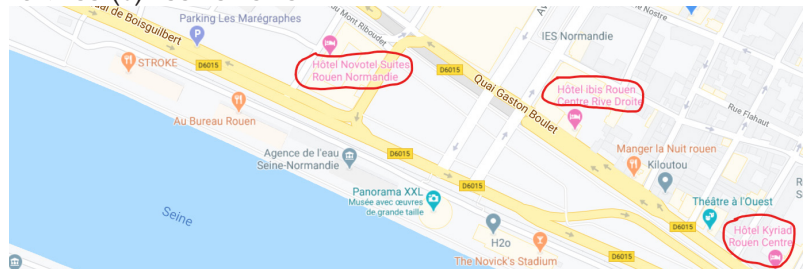 al de Boisguilbert
Parking Les Marégraphes
P
Au Mont Riboudet
Nostre
IES Normandie
STROKE
D6015
Hôtel Novotel Suites
Rouen Normandie
D6015
Quai Gaston Boulet
Hôtel ibis Rouen
Centre Rive Droite
Rue Flahaut
Au Bureau Rouen
Agence de l'eau
Seine-Normandie
D6015
Manger la Nuit rouen
Kiloutou
Panorama XXL
Musée avec œuvres
de grande taille
D6015
Théâtre à l'Ouest
Seine
D6015
Hôtel Kyriad
Rouen Centre
H2o
The Novick's Stadium
D6015